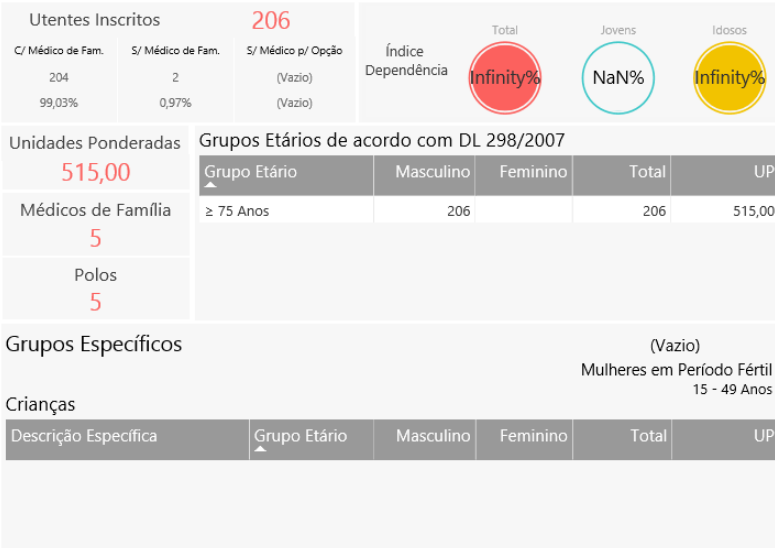 Utentes Inscritos 206
C/ Médico de Fam. S/ Médico de Fam. S/ Médico p/ Opção
204 2 (Vazio)
99,03% 0,97% (Vazio)
Índice
Dependência
Total Jovens Idosos
Infinity% NaN% Infinity%
Unidades Ponderadas
515,00
Médicos de Família
5
Polos
5
Grupos Etários de acordo com DL 298/2007
Grupo Etário Masculino Feminino Total UP
≥ 75 Anos 206 206 515,00
Grupos Específicos
(Vazio)
Mulheres em Período Fértil
15 - 49 Anos
Crianças
Descrição Específica Grupo Etário Masculino Feminino Total UP